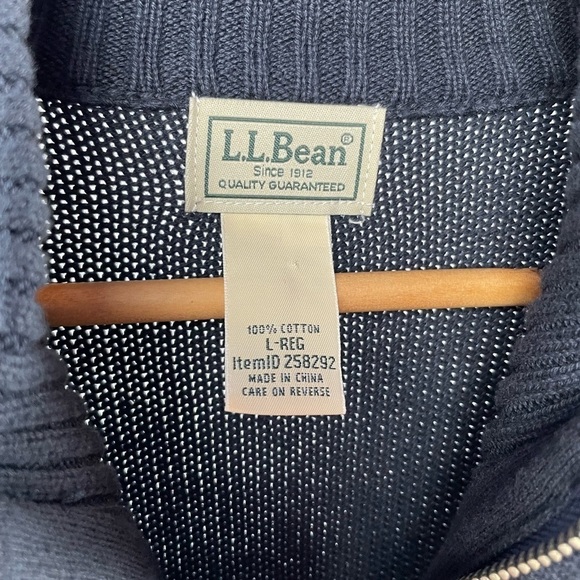 L.L.Bean®
Since 1912
QUALITY GUARANTEED
100% COTTON
L-REG
ItemID 258292
MADE IN CHINA
CARE ON REVERSE